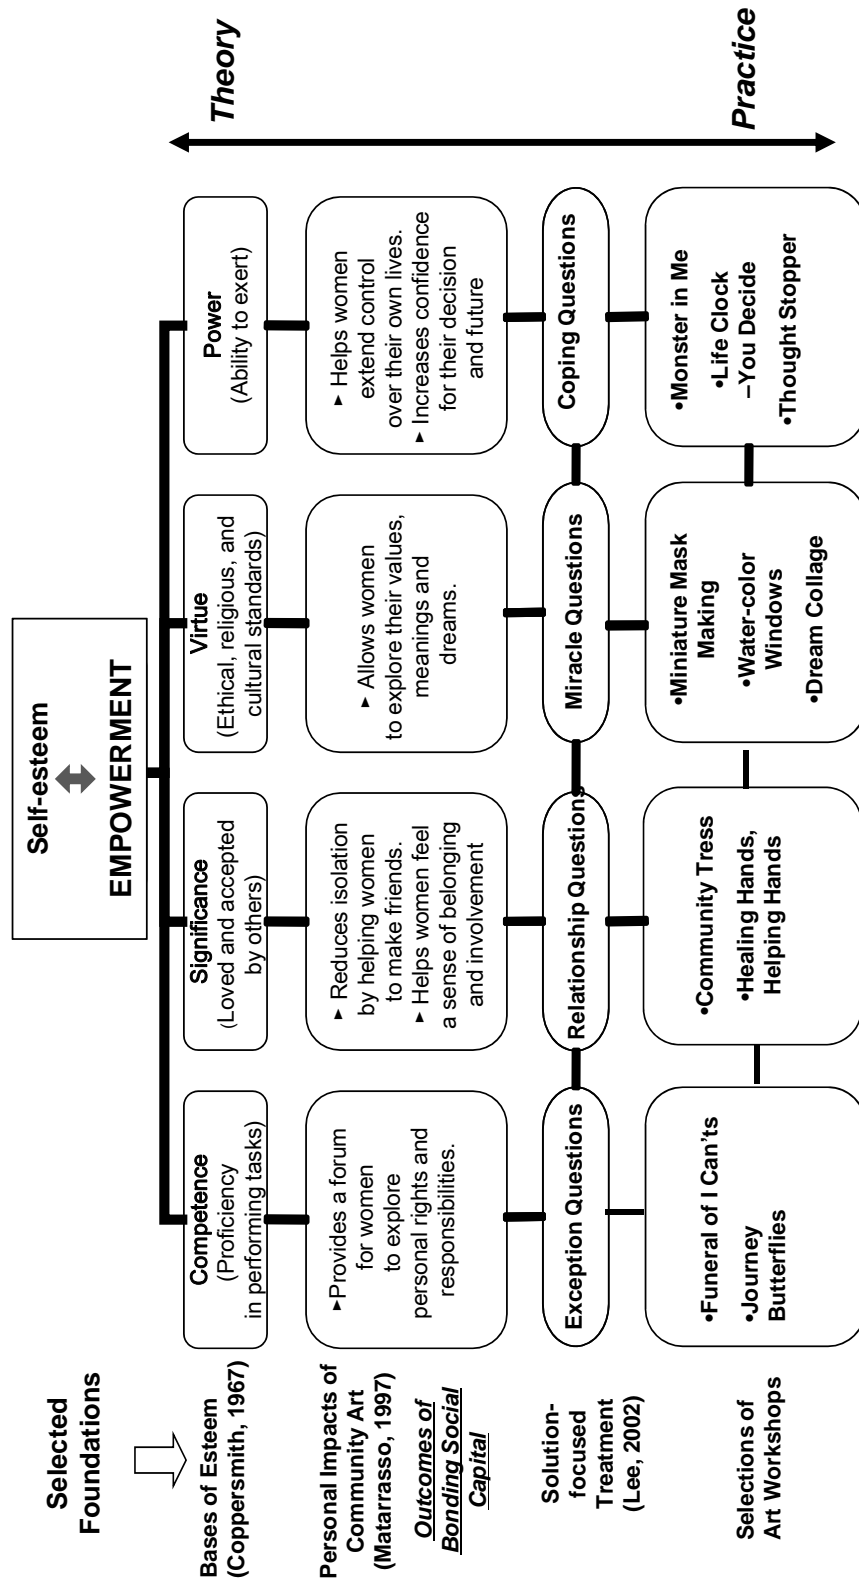 Self-esteem
EMPOWERMENT
Selected
Foundations
Theory
Practice
Bases of Esteem
(Coppersmith, 1967)
Competence
(Proficiency
in performing tasks)
Significance
(Loved and accepted
by others)
Virtue
(Ethical, religious, and
cultural standards)
Power
(Ability to exert)
Personal Impacts of
Community Art
(Matarrasso, 1997)
Outcomes of
Bonding Social
Capital
►Provides a forum
for women
to explore
personal rights and
responsibilities.
► Reduces isolation
by helping women
to make friends.
► Helps women feel
a sense of belonging
and involvement
► Allows women
to explore their values,
meanings and
dreams.
► Helps women
extend control
over their own lives.
► Increases confidence
for their decision
and future
Solution-
focused
Treatment
(Lee, 2002)
Exception Questions
Relationship Questions
Miracle Questions
Coping Questions
Selections of
Art Workshops
•Funeral of I Can'ts
•Journey
Butterflies
•Community Tress
•Healing Hands,
Helping Hands
•Miniature Mask
Making
•Water-color
Windows
•Dream Collage
•Monster in Me
•Life Clock
–You Decide
•Thought Stopper